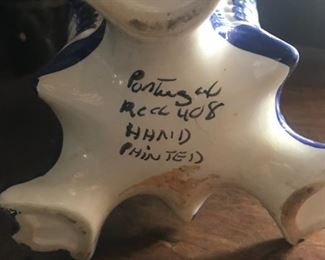 Portugal
Rccl 408
HAND
PAINTED